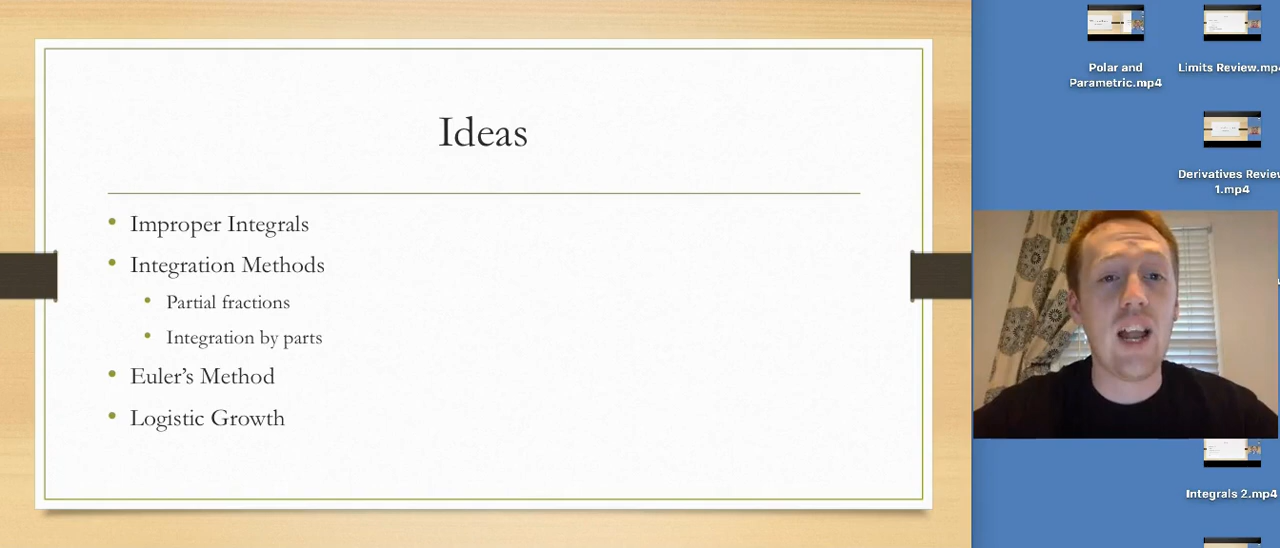 Ideas
Improper Integrals
Integration Methods
Partial fractions
Integration by parts
Euler’s Method
Logistic Growth
Polar and
Parametric.mp4
Limits Review.mp4
Derivatives Review
1.mp4
Integrals 2.mp4